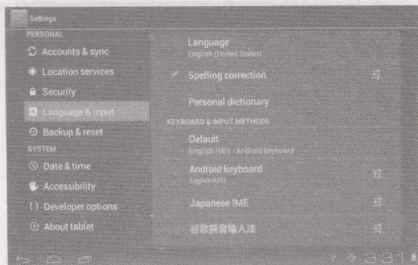 Settings
PERSONAL
Accounts & sync
Location services
Security
Language & input
Backup & reset
SYSTEM
Date & time
Accessibility
Developer options
About tablet
Language
English (United States)
Spelling correction
Personal dictionary
KEYBOARD & INPUT METHODS
Default
English (US) - Android keyboard
Android keyboard
English (US)
Japanese IME
谷歌拼音输入法
3:31